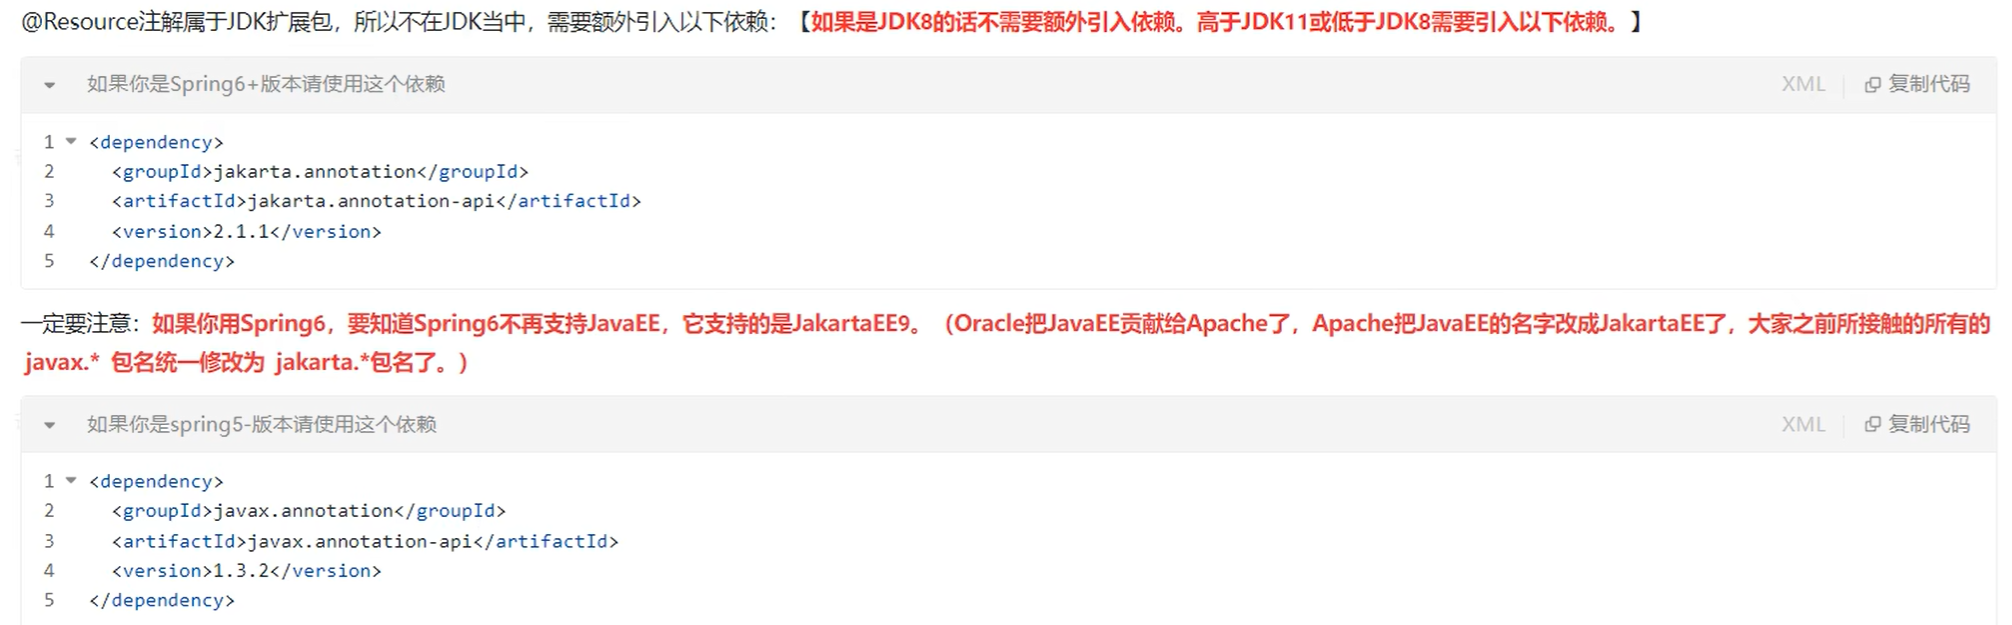 @Resource注解属于JDK扩展包，所以不在JDK当中，需要额外引入以下依赖：【如果是JDK8的话不需要额外引入依赖。高于JDK11或低于JDK8需要引入以下依赖。】
如果你是Spring6+版本请使用这个依赖 XML 复制代码
1 <dependency>
2 <groupId>jakarta.annotation</groupId>
3 <artifactId>jakarta.annotation-api</artifactId>
4 <version>2.1.1</version>
5 </dependency>
一定要注意：如果你用Spring6，要知道Spring6不再支持JavaEE，它支持的是JakartaEE9。（Oracle把JavaEE贡献给Apache了，Apache把JavaEE的名字改成JakartaEE了，大家之前所接触的所有的
javax.* 包名统一修改为 jakarta.*包名了。）
如果你是spring5-版本请使用这个依赖 XML 复制代码
1 <dependency>
2 <groupId>javax.annotation</groupId>
3 <artifactId>javax.annotation-api</artifactId>
4 <version>1.3.2</version>
5 </dependency>